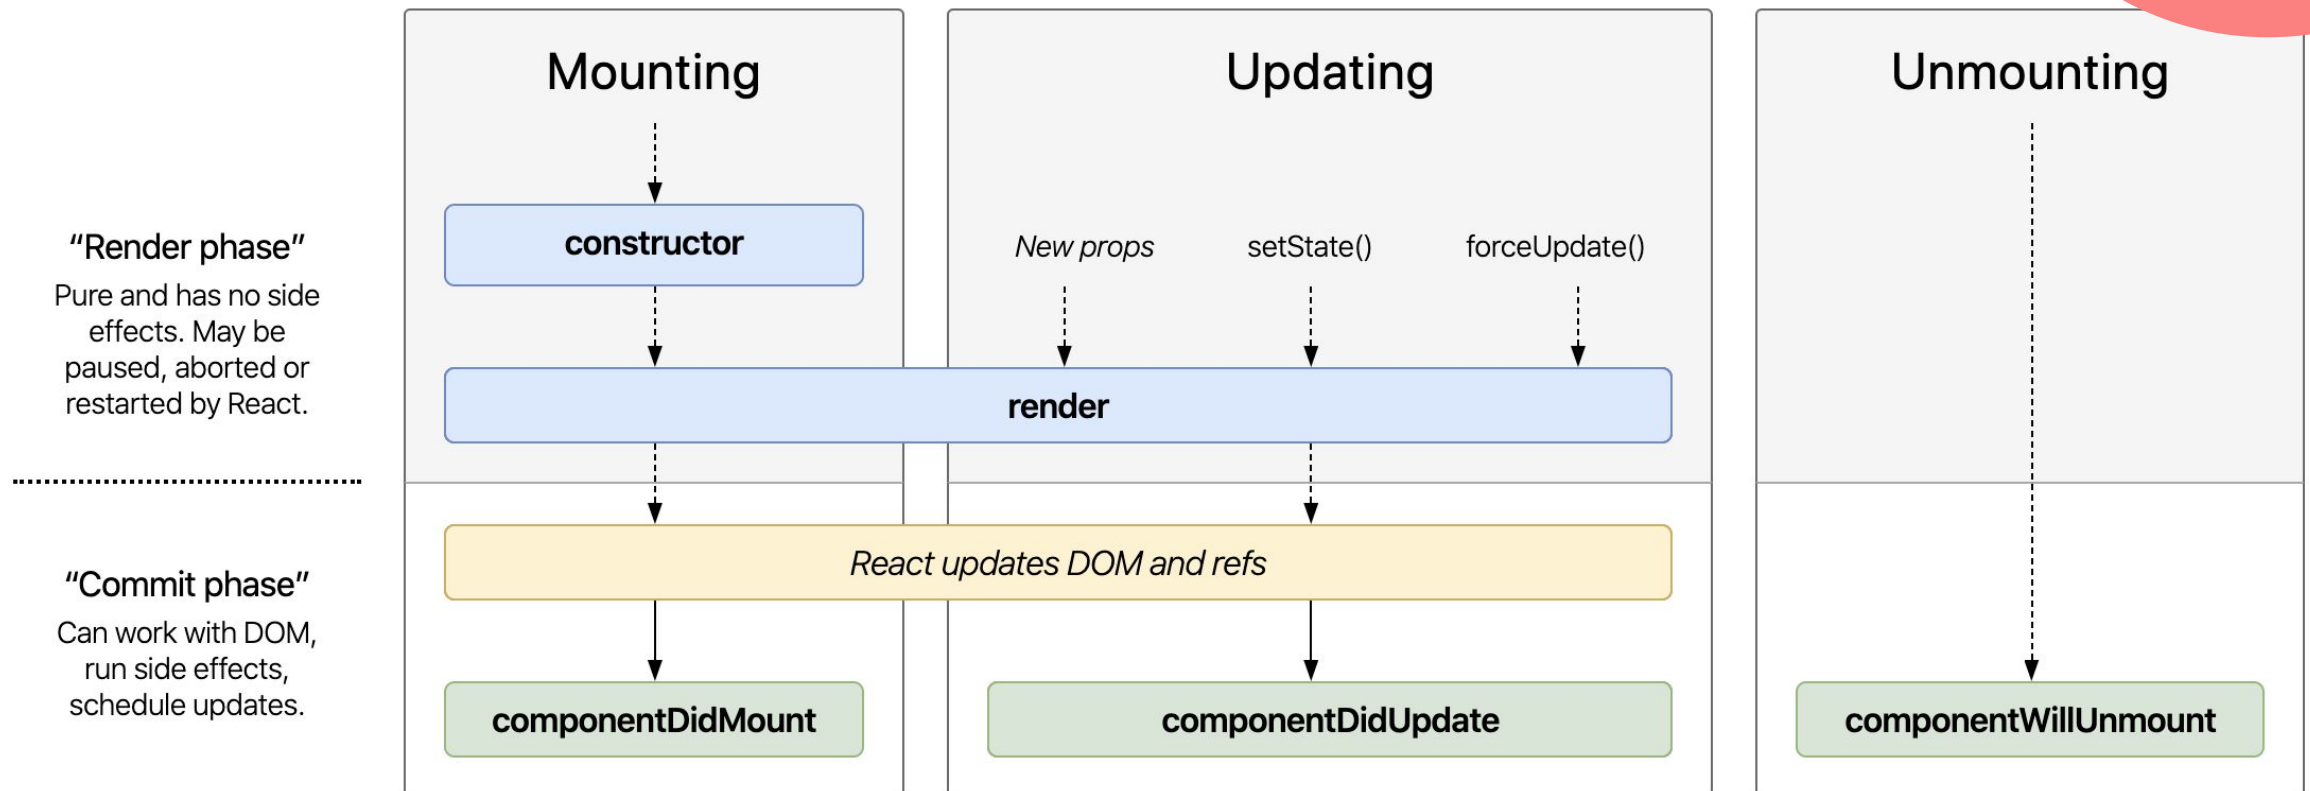 Mounting
Updating
Unmounting
“Render phase”
Pure and has no side
effects. May be
paused, aborted or
restarted by React.
constructor
New props
setState()
forceUpdate()
render
“Commit phase”
Can work with DOM,
run side effects,
schedule updates.
React updates DOM and refs
componentDidMount
componentDidUpdate
componentWillUnmount